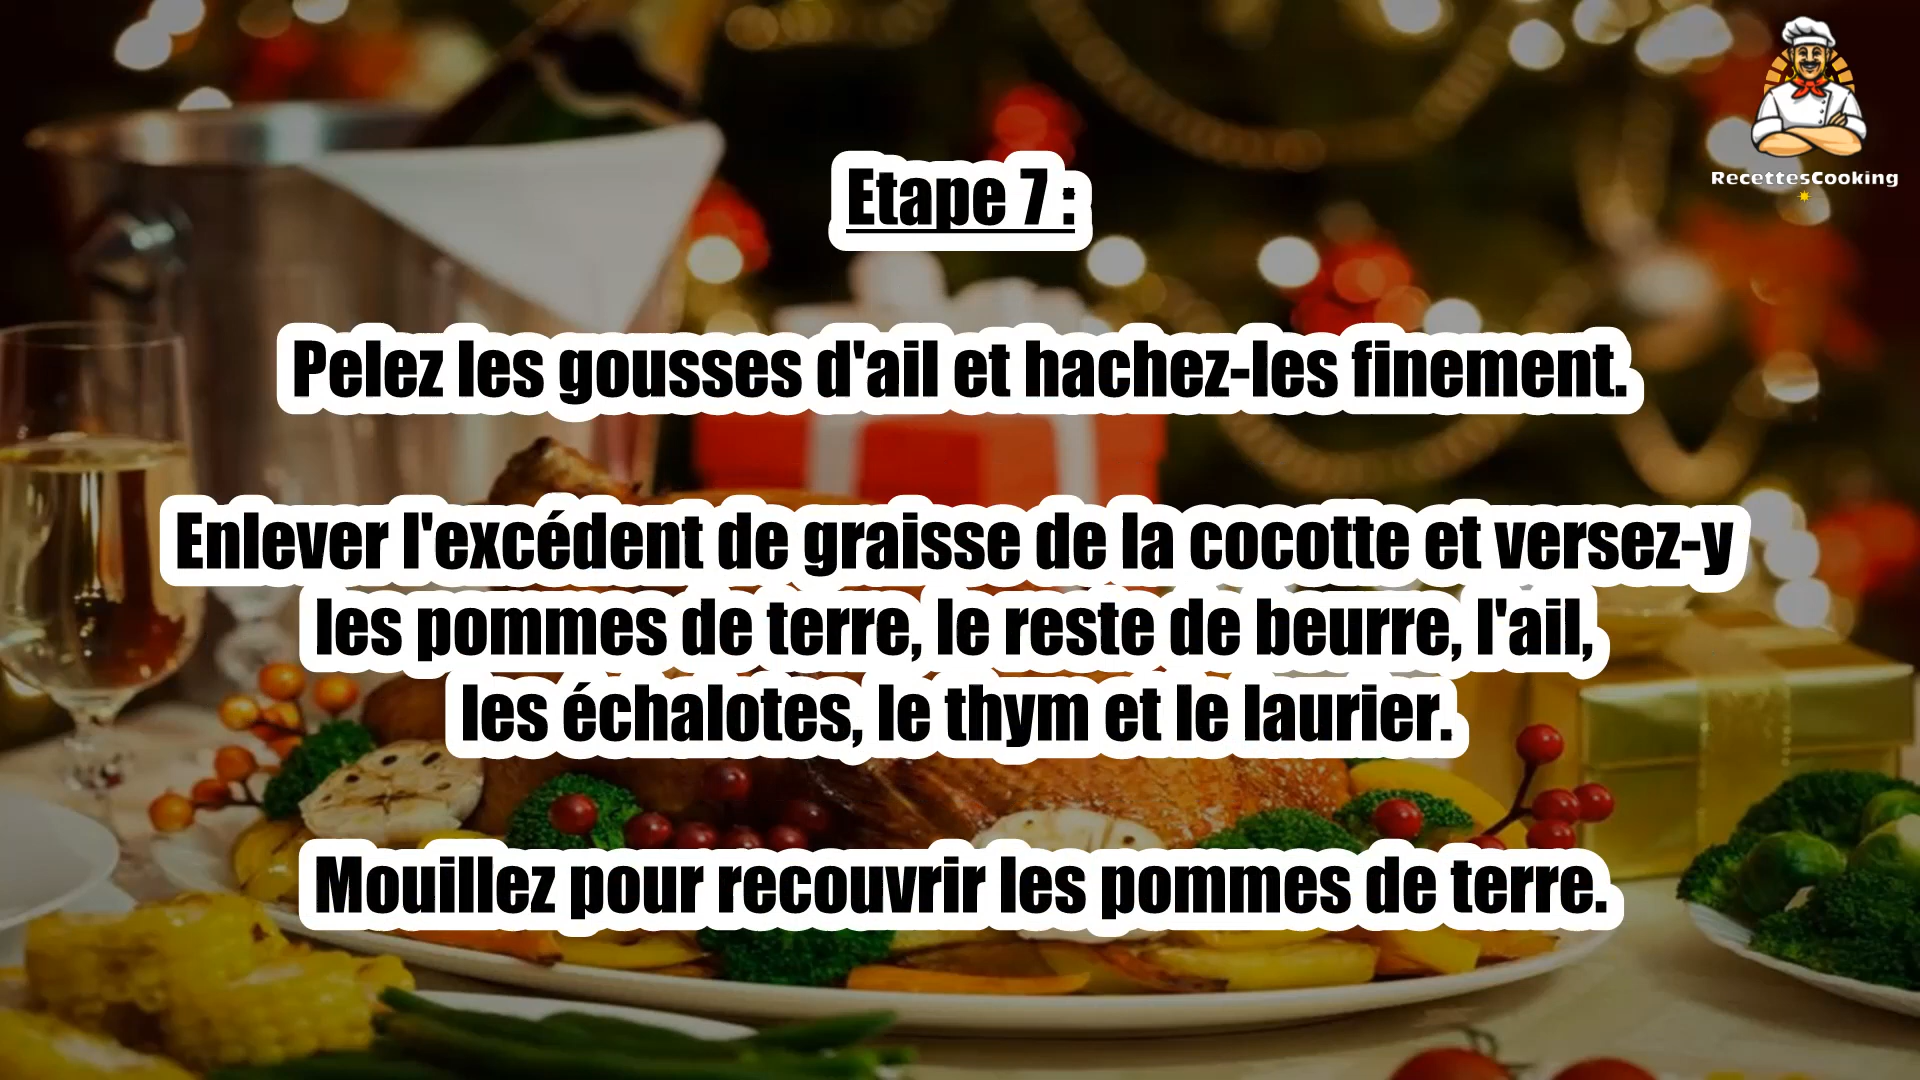 RecettesCooking
Etape 7 :
Pelez les gousses d'ail et hachez-les finement.
Enlever l'excédent de graisse de la cocotte et versez-y
les pommes de terre, le reste de beurre, l'ail,
les échalotes, le thym et le laurier.
Mouillez pour recouvrir les pommes de terre.